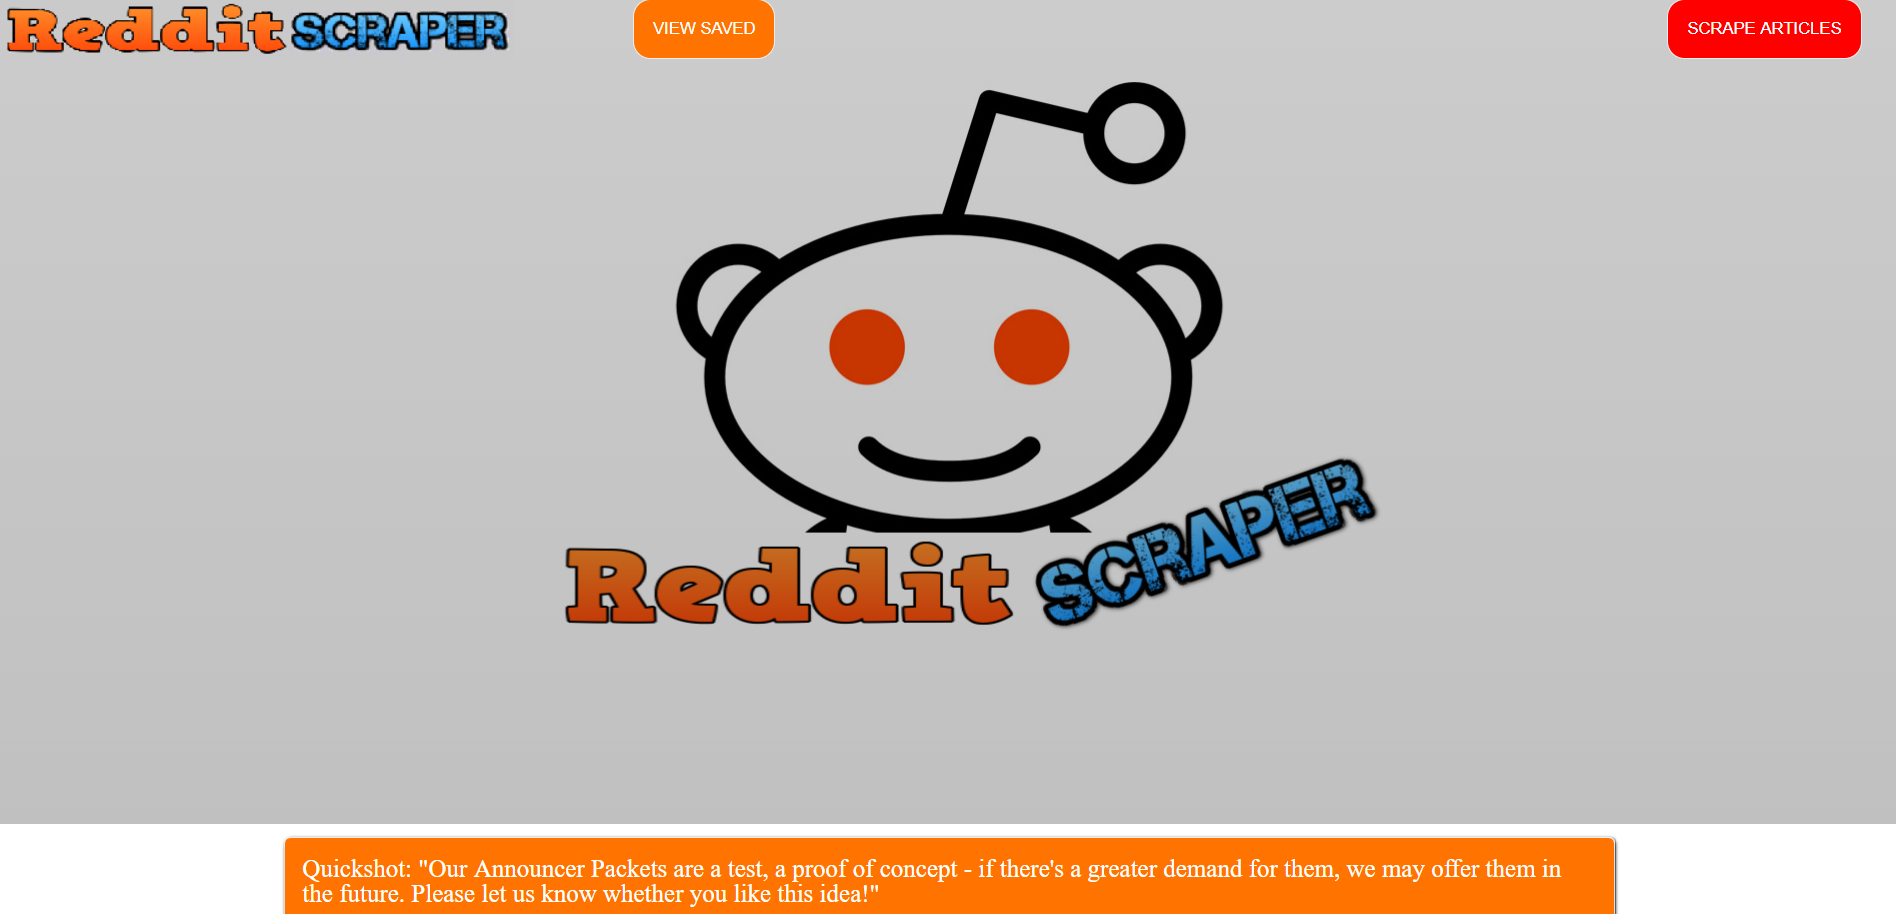 Reddit SCRAPER
VIEW SAVED
SCRAPE ARTICLES
Reddit SCRAPER
Quickshot: "Our Announcer Packets are a test, a proof of concept - if there's a greater demand for them, we may offer them in
the future. Please let us know whether you like this idea!"